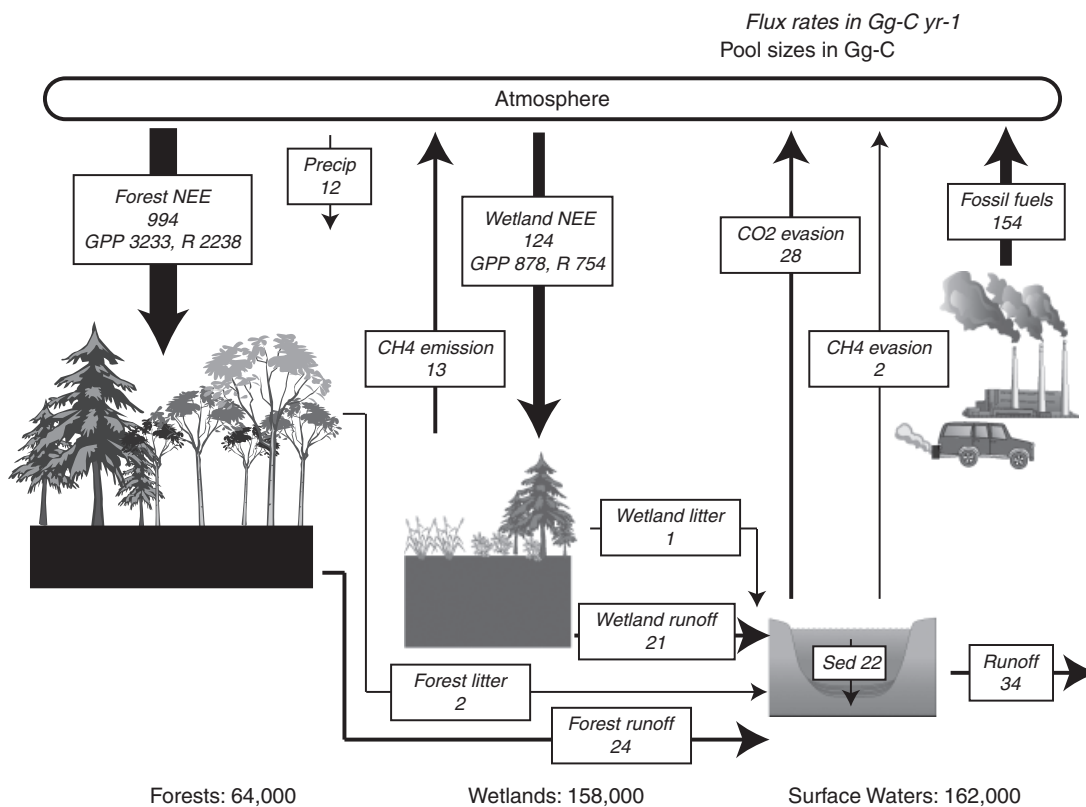 Flux rates in Gg-C yr-1
Pool sizes in Gg-C
Atmosphere
Forest NEE
994
GPP 3233, R 2238
Precip
12
Wetland NEE
124
GPP 878, R 754
CO2 evasion
28
Fossil fuels
154
CH4 emission
13
CH4 evasion
2
Wetland litter
1
Wetland runoff
21
Sed 22
Runoff
34
Forest litter
2
Forest runoff
24
Forests: 64,000
Wetlands: 158,000
Surface Waters: 162,000